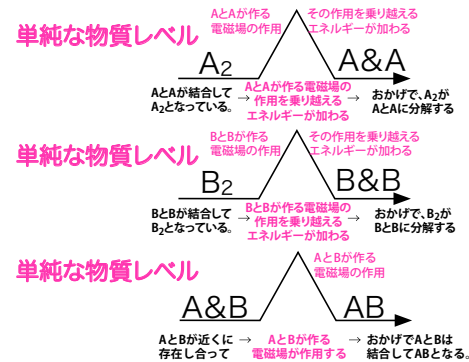 AとAが作る
電磁場の作用
その作用を乗り越える
エネルギーが加わる
単純な物質レベル
A2
A&A
AとAが結合して
A2となっている。
→
AとAが作る電磁場の
作用を乗り越える
エネルギーが加わる
→
おかげで、A2が
AとAに分解する
BとBが作る
電磁場の作用
その作用を乗り越える
エネルギーが加わる
単純な物質レベル
B2
B&B
BとBが結合して
B2となっている。
→
BとBが作る電磁場の
作用を乗り越える
エネルギーが加わる
→
おかげで、B2が
BとBに分解する
単純な物質レベル
AとBが作る
電磁場の作用
A&B
AB
AとBが近くに
存在し合って
→
AとBが作る
電磁場が作用する
→
おかげでAとBは
結合してABとなる。